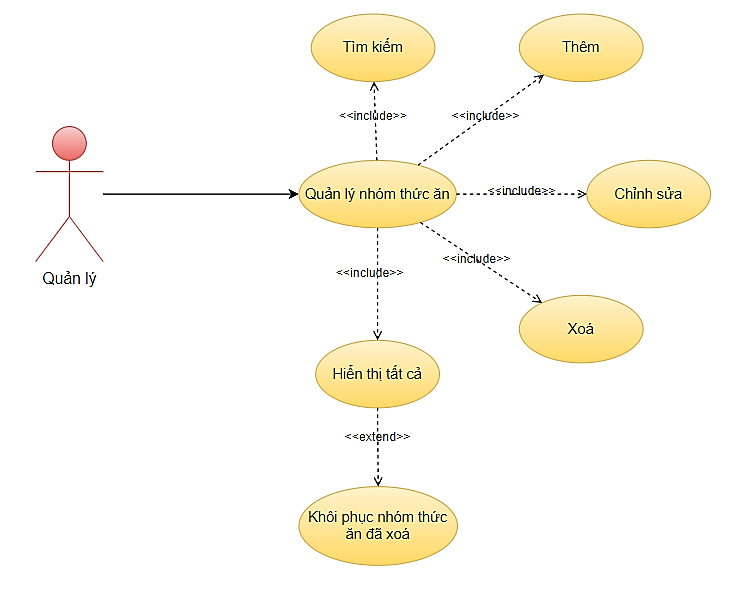 Tìm kiếm
Thêm
<<include>>
<<include>>
Quản lý nhóm thức ăn
<<include>>
Chỉnh sửa
Quản lý
<<include>>
<<include>>
Xoá
Hiển thị tất cả
<<extend>>
Khôi phục nhóm thức
ăn đã xoá